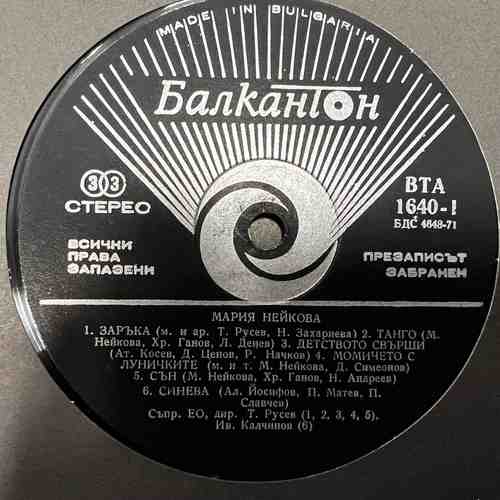 MADE IN BULGARIA
Балкантон
33
СТЕРЕО
ВТА
1640-I
БДС 4648-71
ВСИЧКИ
ПРАВА
ЗАПАЗЕНИ
ПРЕЗАПИСЪТ
ЗАБРАНЕН
МАРИЯ НЕЙКОВА
1. ЗАРЪКА (м. и ар. Т. Русев, Н. Захариева) 2. ТАНГО (М.
Нейкова, Хр. Ганов, Л. Денев) 3. ДЕТСТВОТО СВЪРШИ
(Ат. Косев, Д. Ценов, Р. Начков) 4. МОМИЧЕТО С
ЛУНИЧКИТЕ (м. и т. М. Нейкова, Д. Симеонов)
5. СЪН (М. Нейкова, Хр. Ганов, Н. Андреев)
6. СИНЕВА (Ал. Йосифов, П. Матев, П.
Славчев)
Съпр. ЕО, дир. Т. Русев (1, 2, 3, 4, 5).
Ив. Калчинов (6)